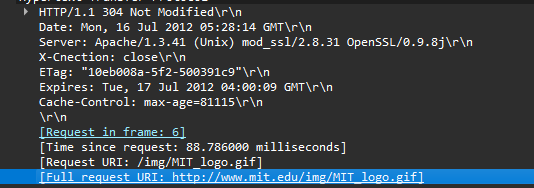 HTTP/1.1 304 Not Modified\r\n
Date: Mon, 16 Jul 2012 05:28:14 GMT\r\n
Server: Apache/1.3.41 (Unix) mod_ssl/2.8.31 OpenSSL/0.9.8j\r\n
X-Cnection: close\r\n
ETag: "10eb008a-5f2-500391c9"\r\n
Expires: Tue, 17 Jul 2012 04:00:09 GMT\r\n
Cache-Control: max-age=81115\r\n
\r\n
[Request in frame: 6]
[Time since request: 88.786000 milliseconds]
[Request URI: /img/MIT_logo.gif]
[Full request URI: http://www.mit.edu/img/MIT_logo.gif]